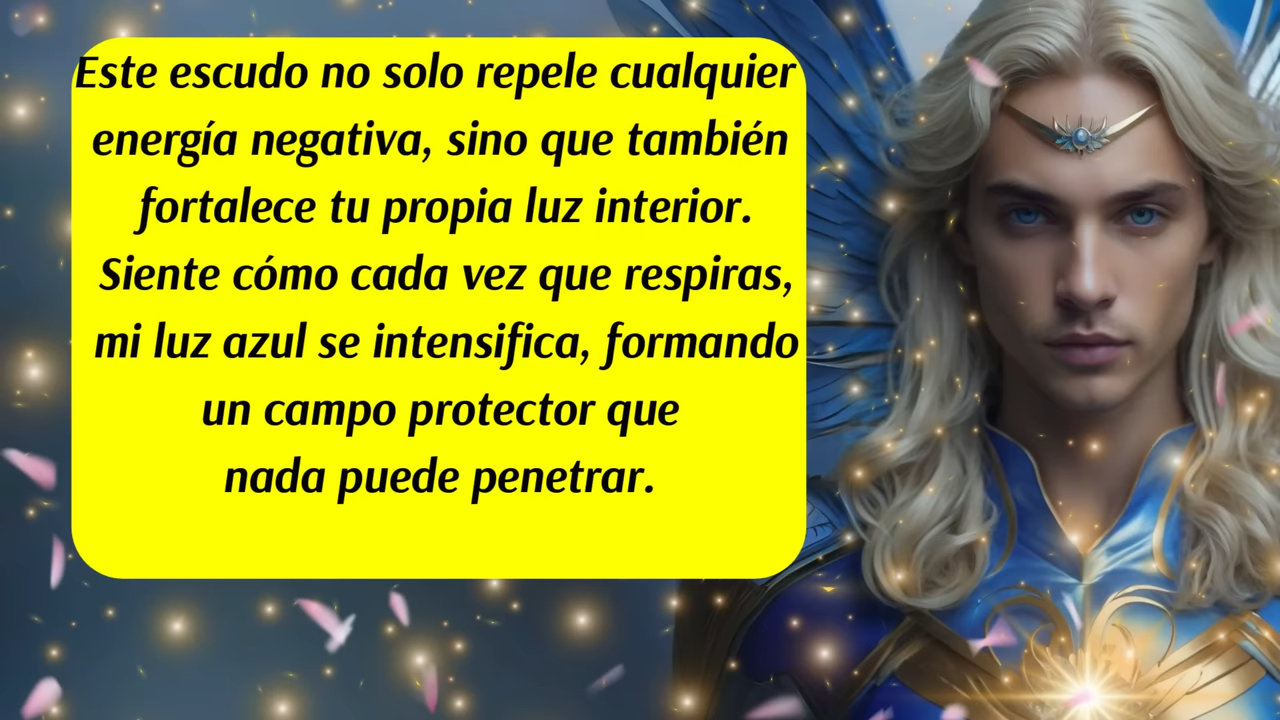 Este escudo no solo repele cualquier
energía negativa, sino que también
fortalece tu propia luz interior.
Siente cómo cada vez que respiras,
mi luz azul se intensifica, formando
un campo protector que
nada puede penetrar.